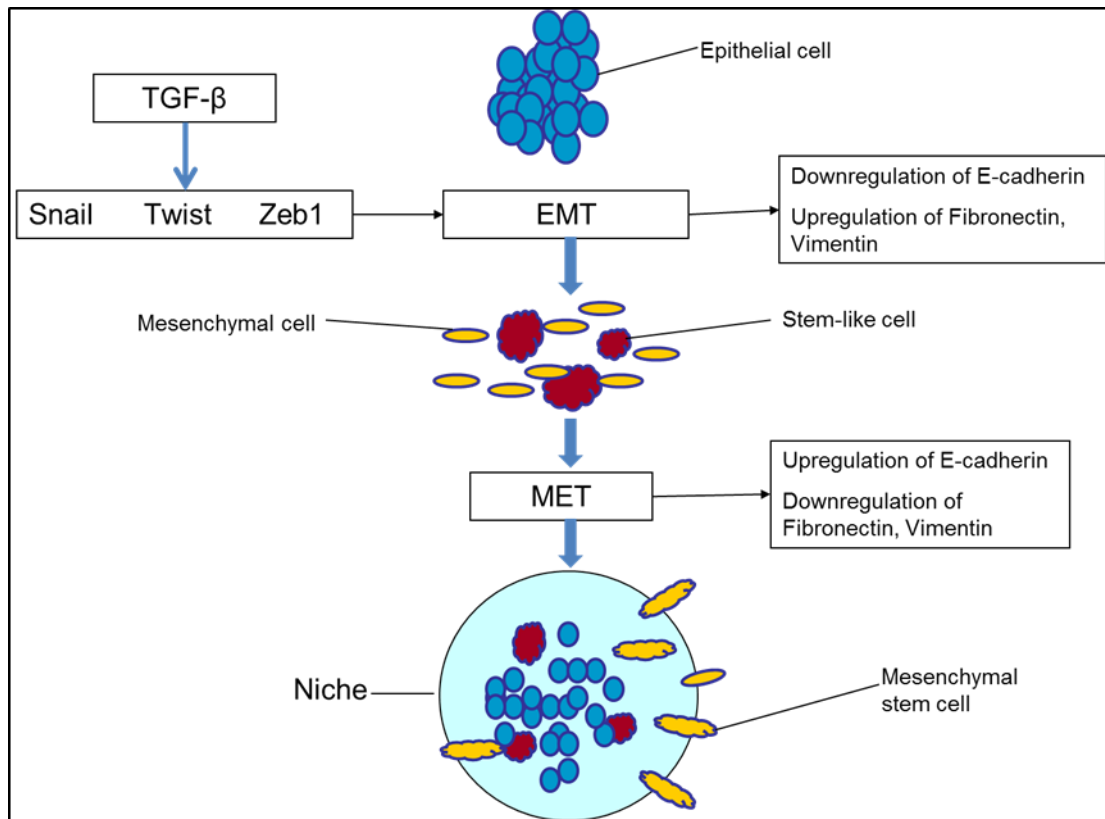 Epithelial cell
TGF-β
Snail Twist Zeb1
EMT
Downregulation of E-cadherin
Upregulation of Fibronectin,
Vimentin
Mesenchymal cell
Stem-like cell
MET
Upregulation of E-cadherin
Downregulation of
Fibronectin, Vimentin
Niche
Mesenchymal
stem cell